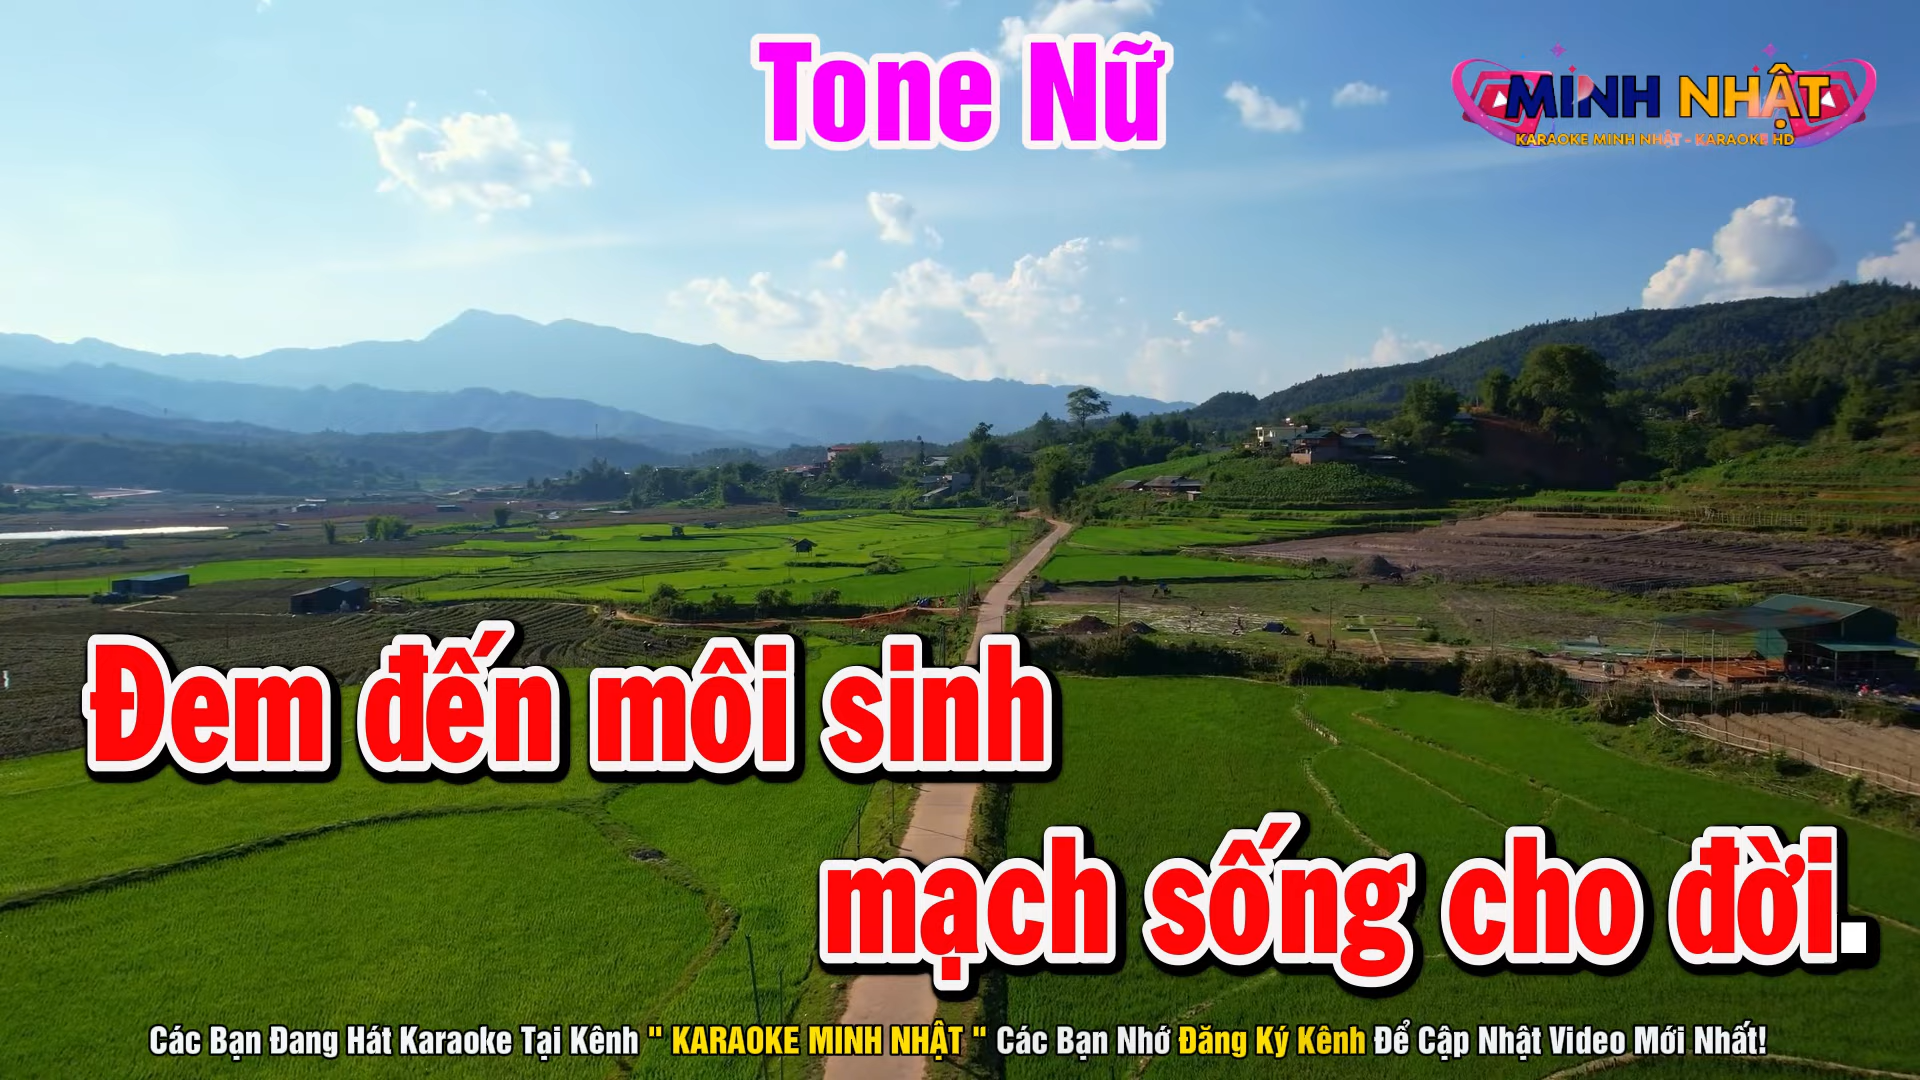 Tone Nữ
MINH NHẬT
KARAOKE MINH NHẬT - KARAOKE HD
Đem đến môi sinh
mạch sống cho đời.
Các Bạn Đang Hát Karaoke Tại Kênh " KARAOKE MINH NHẬT " Các Bạn Nhớ Đăng Ký Kênh Để Cập Nhật Video Mới Nhất!